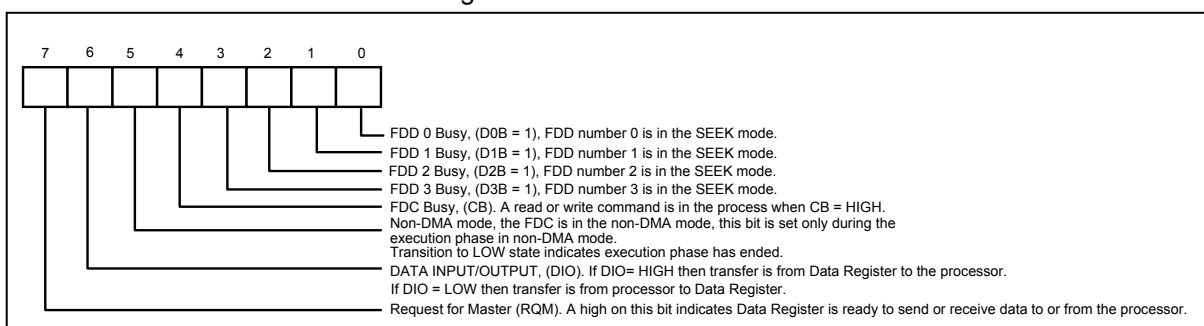 7 6 5 4 3 2 1 0
FDD 0 Busy, (D0B = 1), FDD number 0 is in the SEEK mode.
FDD 1 Busy, (D1B = 1), FDD number 1 is in the SEEK mode.
FDD 2 Busy, (D2B = 1), FDD number 2 is in the SEEK mode.
FDD 3 Busy, (D3B = 1), FDD number 3 is in the SEEK mode.
FDC Busy, (CB). A read or write command is in the process when CB = HIGH.
Non-DMA mode, the FDC is in the non-DMA mode, this bit is set only during the
execution phase in non-DMA mode.
Transition to LOW state indicates execution phase has ended.
DATA INPUT/OUTPUT, (DIO). If DIO= HIGH then transfer is from Data Register to the processor.
If DIO = LOW then transfer is from processor to Data Register.
Request for Master (RQM). A high on this bit indicates Data Register is ready to send or receive data to or from the processor.